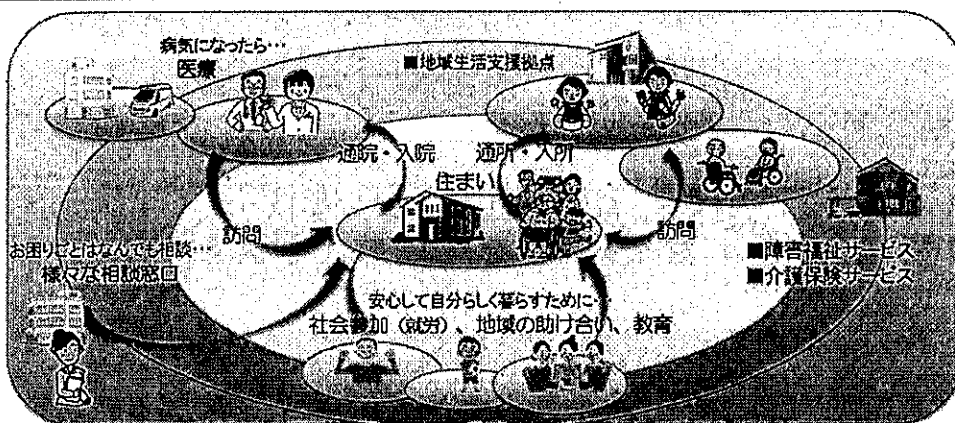 病気になったら…
医療
■地域生活支援拠点
通院・入院
通所・入所
住まい
訪問
訪問
お困りごとはなんでも相談…
様々な相談窓口
■障害福祉サービス
■介護保険サービス
安心して自分らしく暮らすために…
社会参加（就労）、地域の助け合い、教育